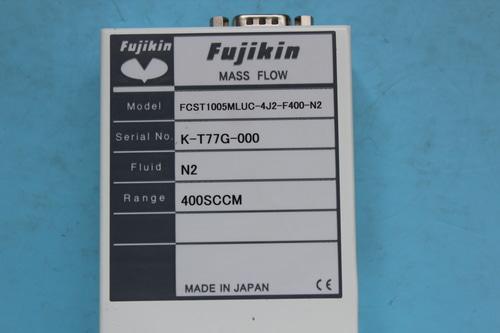 Fujikin Fujikin
MASS FLOW
Model FCST1005MLUC-4J2-F400-N2
Serial No. K-T77G-000
Fluid N2
Range 400SCCM
MADE IN JAPAN CE